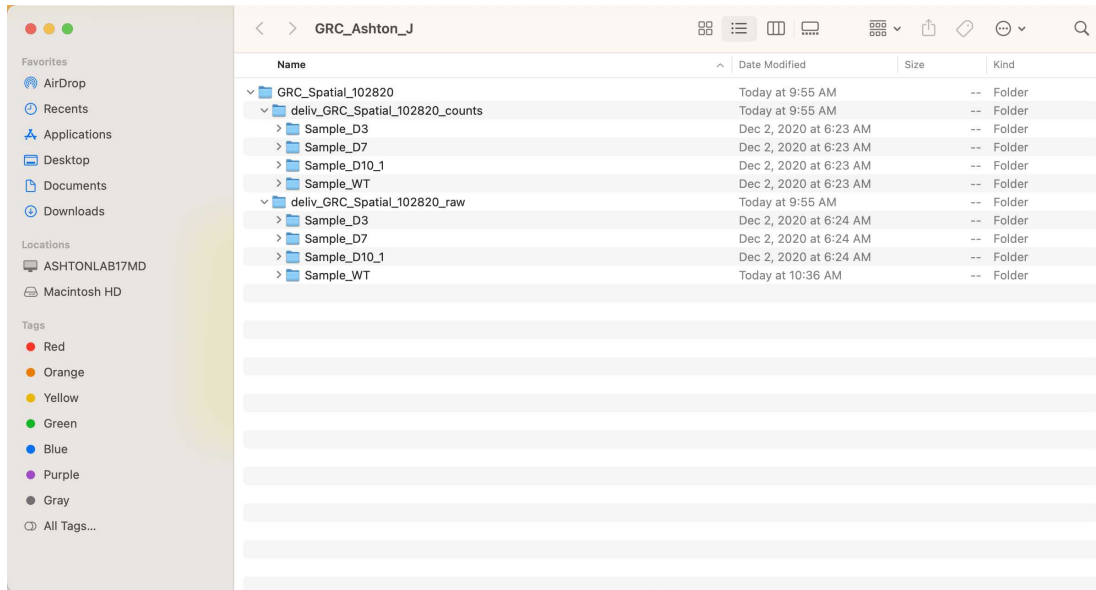 GRC_Ashton_J
Favorites
AirDrop
Recents
Applications
Desktop
Documents
Downloads
Locations
ASHTONLAB17MD
Macintosh HD
Tags
Red
Orange
Yellow
Green
Blue
Purple
Gray
All Tags...
Name Date Modified Size Kind
GRC_Spatial_102820 Today at 9:55 AM -- Folder
deliv_GRC_Spatial_102820_counts Today at 9:55 AM -- Folder
Sample_D3 Dec 2, 2020 at 6:23 AM -- Folder
Sample_D7 Dec 2, 2020 at 6:23 AM -- Folder
Sample_D10_1 Dec 2, 2020 at 6:23 AM -- Folder
Sample_WT Dec 2, 2020 at 6:23 AM -- Folder
deliv_GRC_Spatial_102820_raw Today at 9:55 AM -- Folder
Sample_D3 Dec 2, 2020 at 6:24 AM -- Folder
Sample_D7 Dec 2, 2020 at 6:24 AM -- Folder
Sample_D10_1 Dec 2, 2020 at 6:24 AM -- Folder
Sample_WT Today at 10:36 AM -- Folder